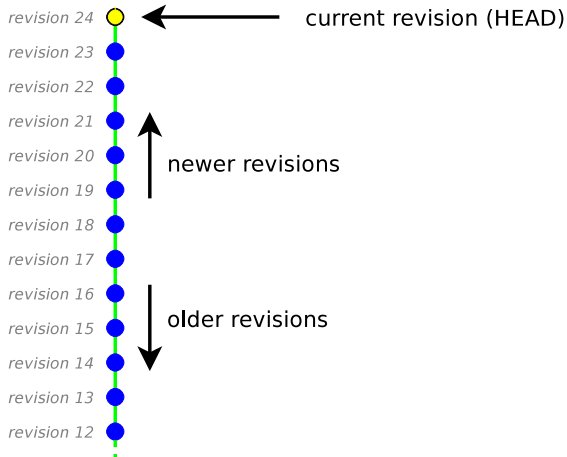 revision 24
current revision (HEAD)
revision 23
revision 22
revision 21
revision 20
newer revisions
revision 19
revision 18
revision 17
revision 16
older revisions
revision 15
revision 14
revision 13
revision 12